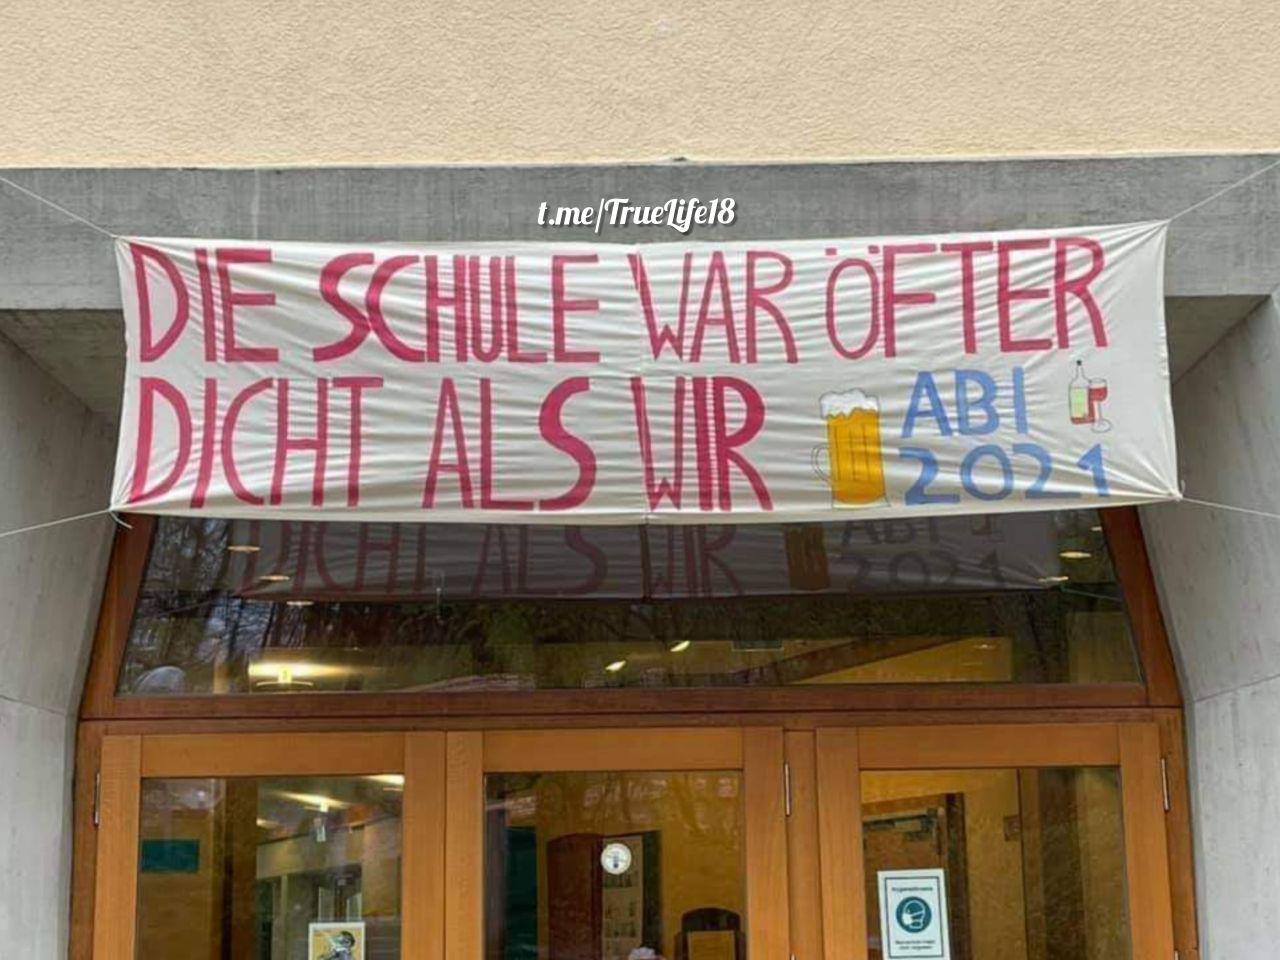 t.me/TrueLife18
DIE SCHULE WAR ÖFTER
DICHT ALS WIR
ABI
2021